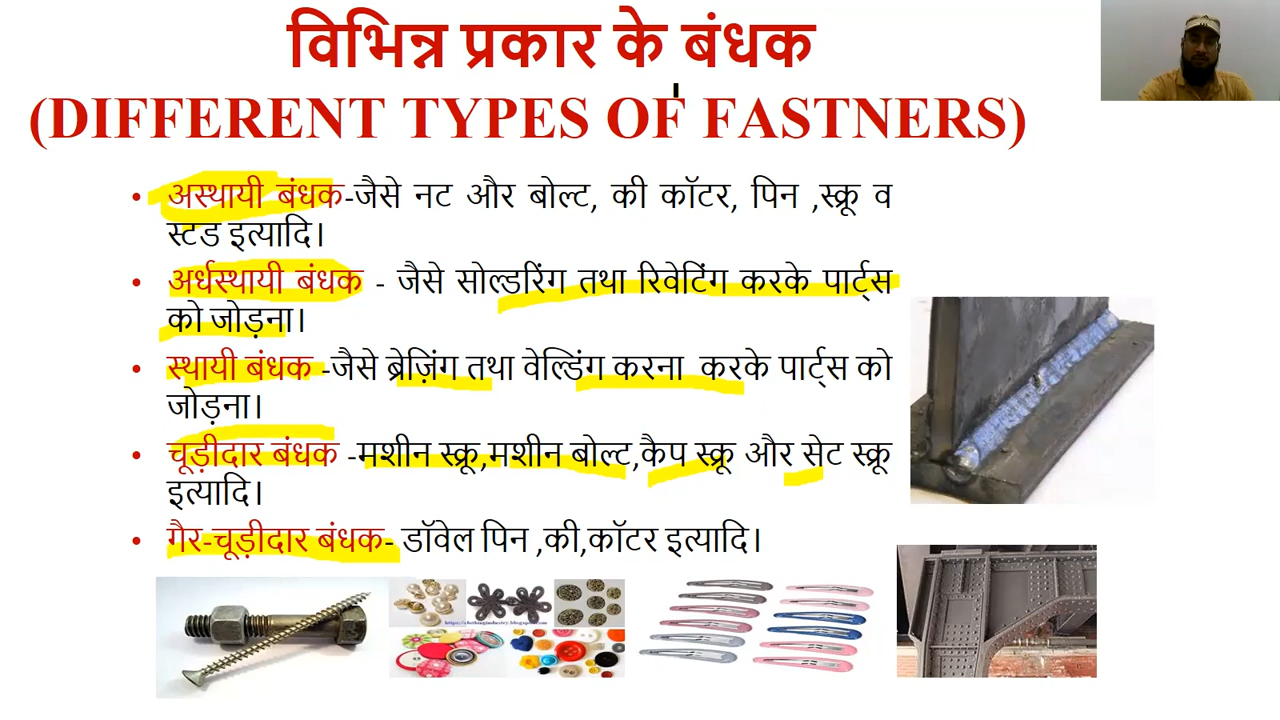 विभिन्न प्रकार के बंधक
(DIFFERENT TYPES OF FASTNERS)
• अस्थायी बंधक-जैसे नट और बोल्ट, की कॉटर, पिन ,स्क्रू व
स्टड इत्यादि।
• अर्धस्थायी बंधक - जैसे सोल्डरिंग तथा रिवेटिंग करके पार्ट्स
को जोड़ना।
• स्थायी बंधक -जैसे ब्रेज़िंग तथा वेल्डिंग करना करके पार्ट्स को
जोड़ना।
• चूड़ीदार बंधक -मशीन स्क्रू,मशीन बोल्ट,कैप स्क्रू और सेट स्क्रू
इत्यादि।
• गैर-चूड़ीदार बंधक- डॉवेल पिन ,की,कॉटर इत्यादि।